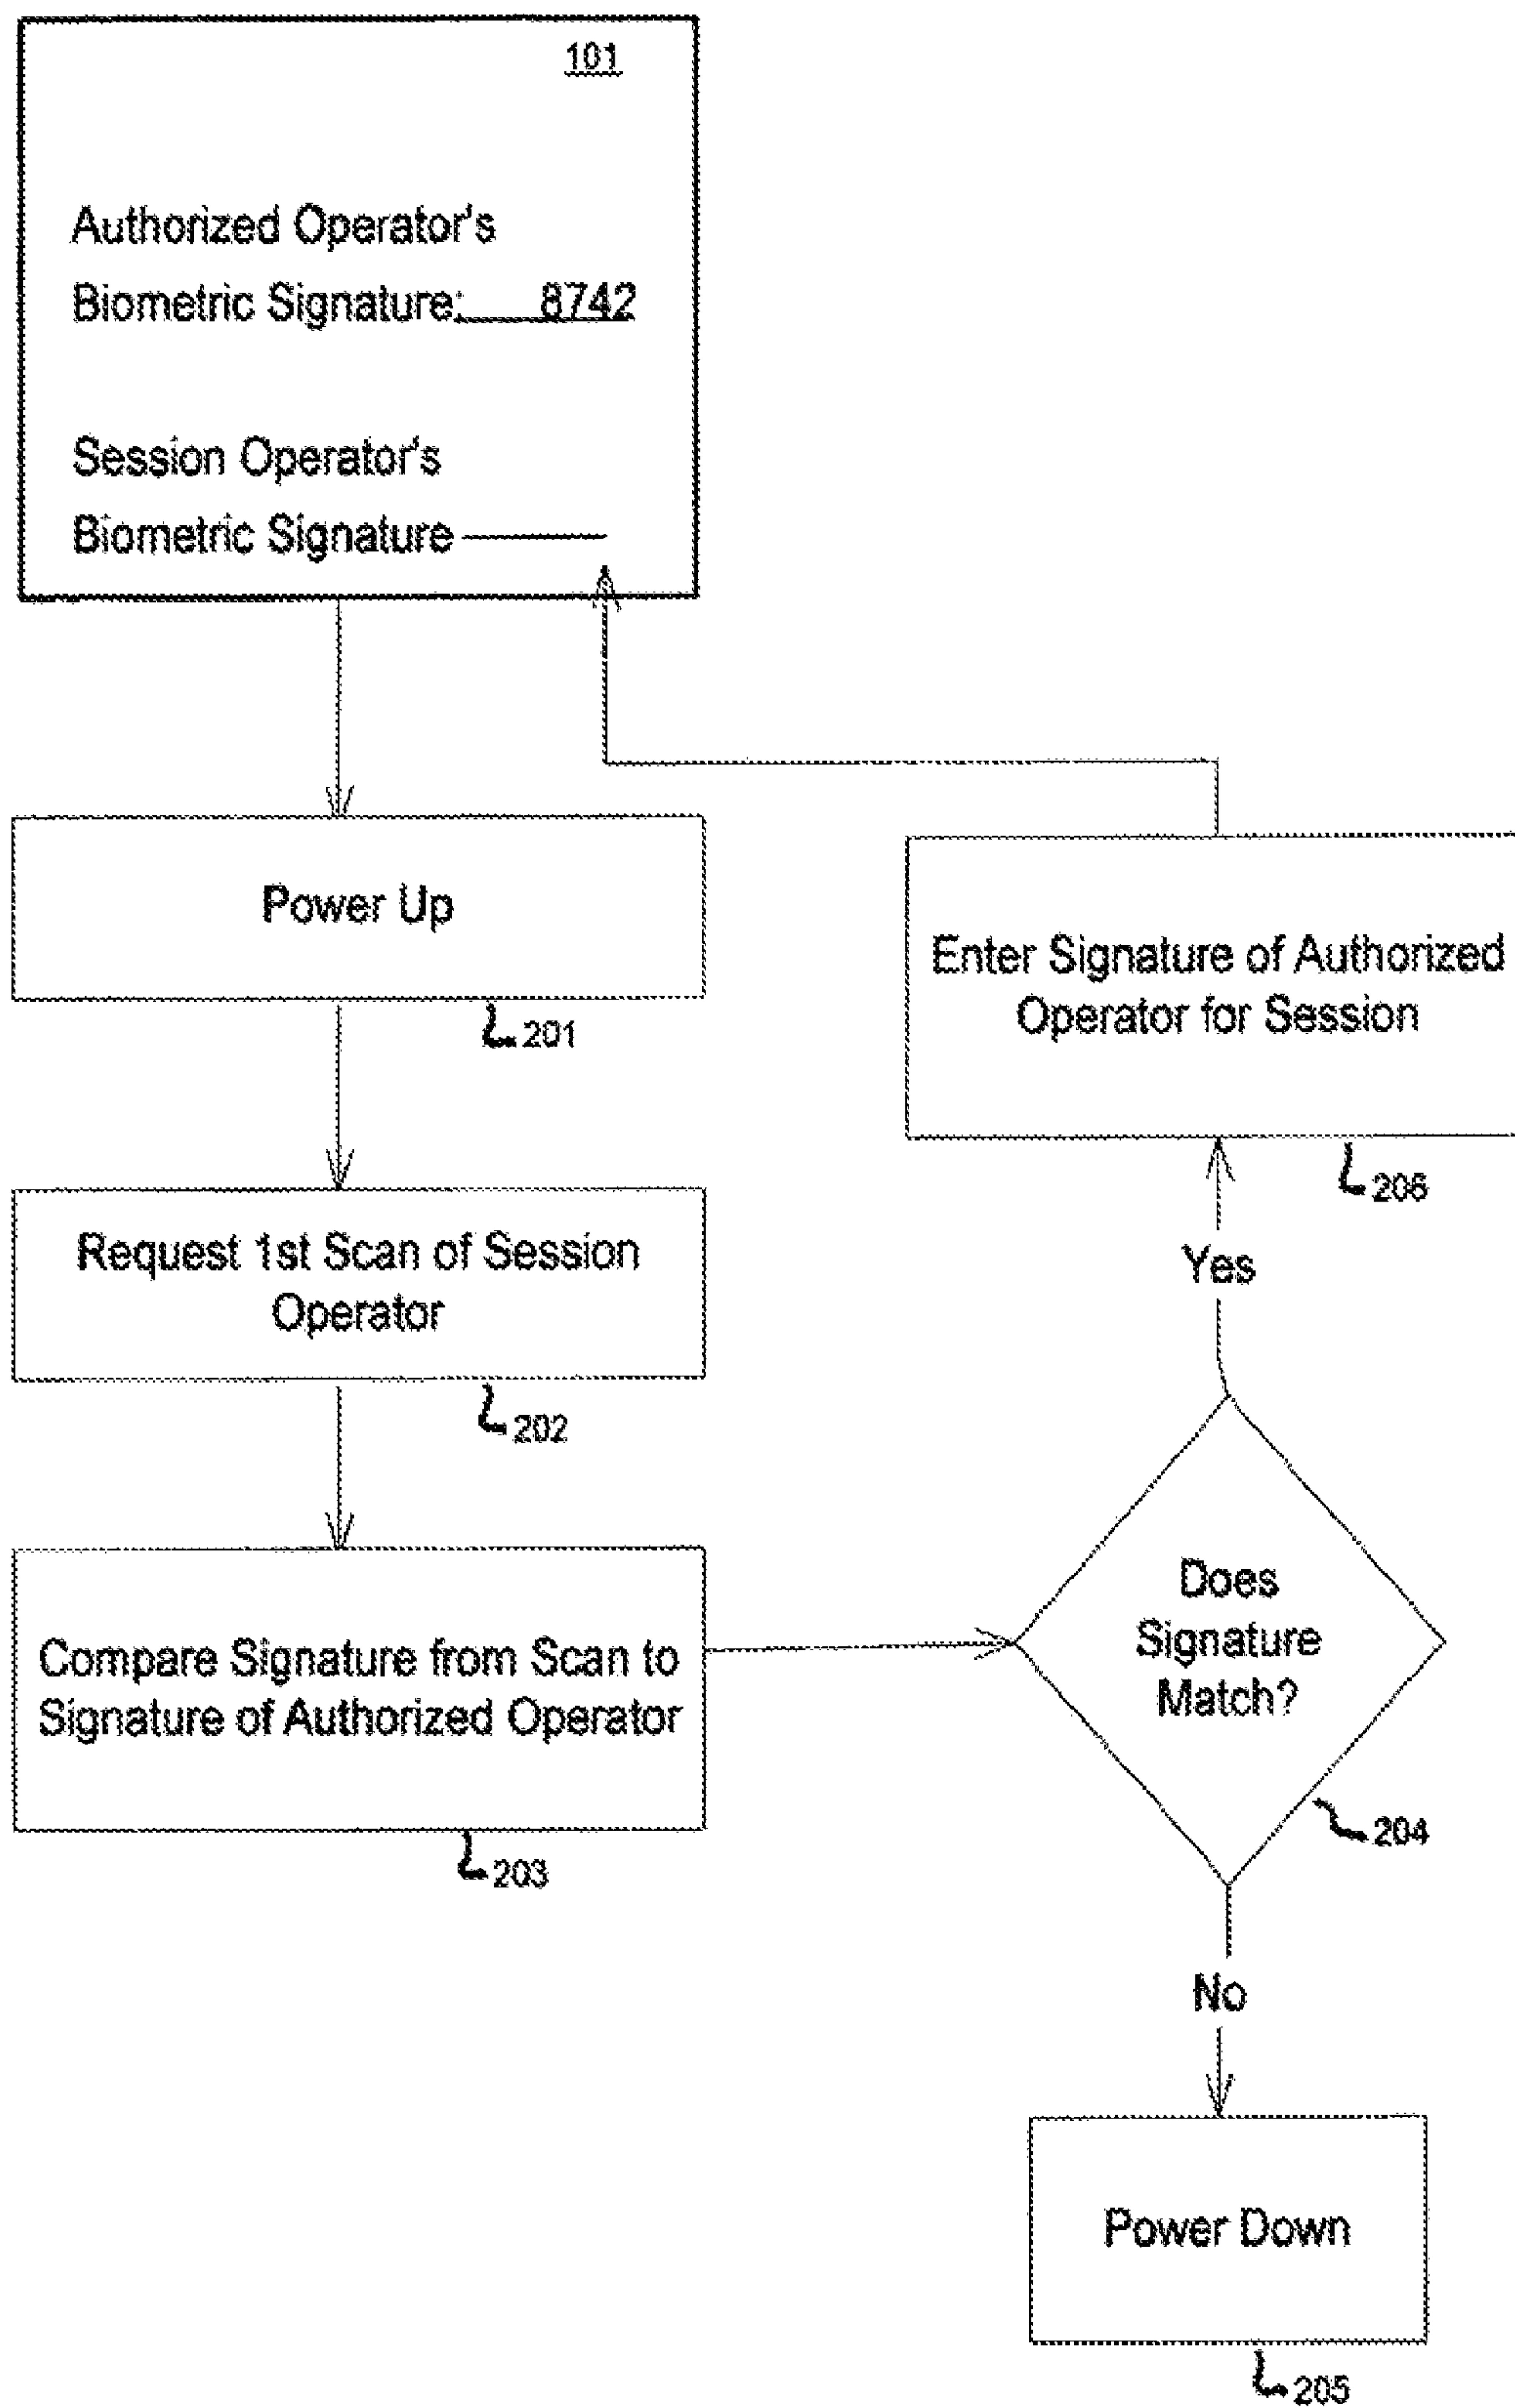 101
Authorized Operator's
Biometric Signature: 8742
Session Operator's
Biometric Signature
Power Up
201
Request 1st Scan of Session
Operator
202
Compare Signature from Scan to
Signature of Authorized Operator
203
Does
Signature
Match?
204
Yes
Enter Signature of Authorized
Operator for Session
206
No
Power Down
205